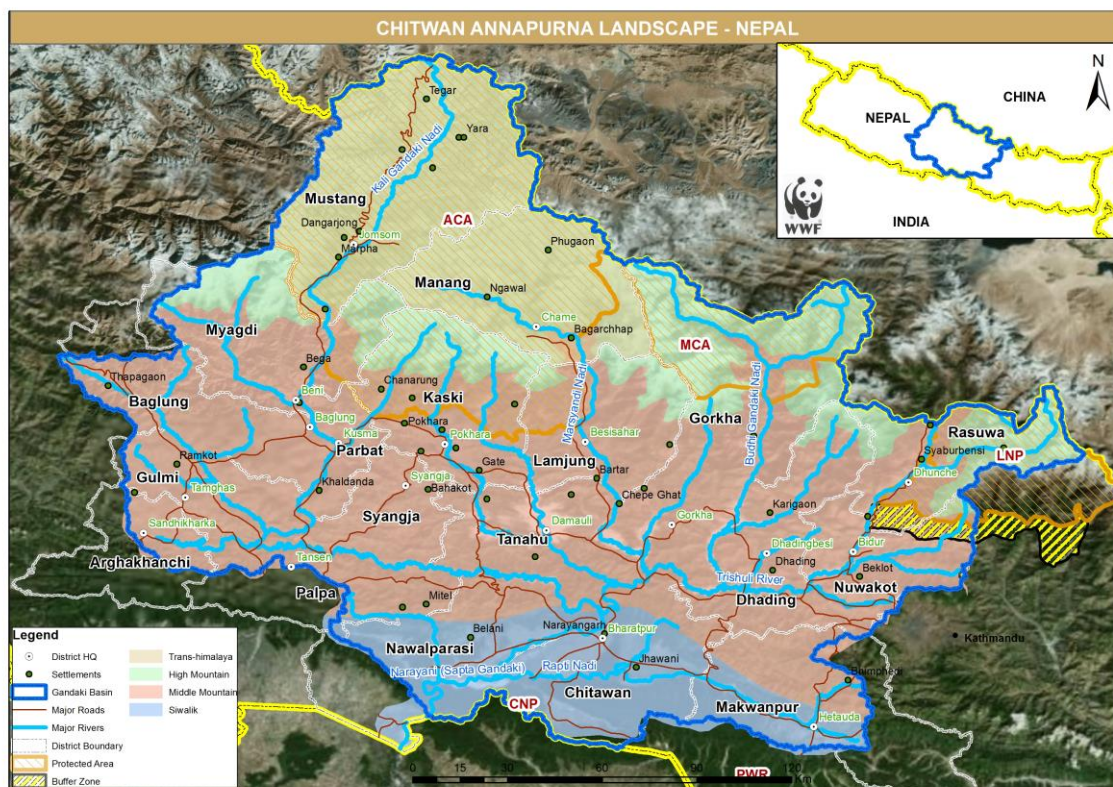 CHITWAN ANNAPURNA LANDSCAPE - NEPAL
N
CHINA
NEPAL
INDIA
WWF
Tegar
Yara
Kali Gandaki Nadi
Mustang
Dangarjong
Jomsom
Marpha
ACA
Phugaon
Manang
Ngawal
Chame
Bagarchhap
MCA
Myagdi
Bega
Thapagaon
Baglung
Beni
Chanarung
Kaski
Marsyandi Nadi
Budhi Gandaki Nadi
Gorkha
Baglung
Kusma
Pokhara
Pokhara
Besisahar
Rasuwa
Syaburbensi
LNP
Parbat
Ramkot
Gulmi
Tamghas
Khaldanda
Syangja
Bahakot
Gate
Lamjung
Bartar
Chepe Ghat
Dhunche
Sandhikharka
Syangja
Damauli
Tanahu
Gorkha
Karigaon
Dhadingbesi
Bidur
Arghakhanchi
Tansen
Dhading
Beklot
Trishuli River
Nuwakot
Palpa
Mitel
Dhading
Kathmandu
Belani
Narayangarh
Bharatpur
Nawalparasi
Narayani (Sapta Gandaki)
Rapti Nadi
Jhawani
Bhimphedi
CNP
Chitawan
Makwanpur
Hetauda
PWR
Legend
District HQ
Settlements
Gandaki Basin
Major Roads
Major Rivers
District Boundary
Protected Area
Buffer Zone
Trans-himalaya
High Mountain
Middle Mountain
Siwalik
0 15 30 60 90 120
Km